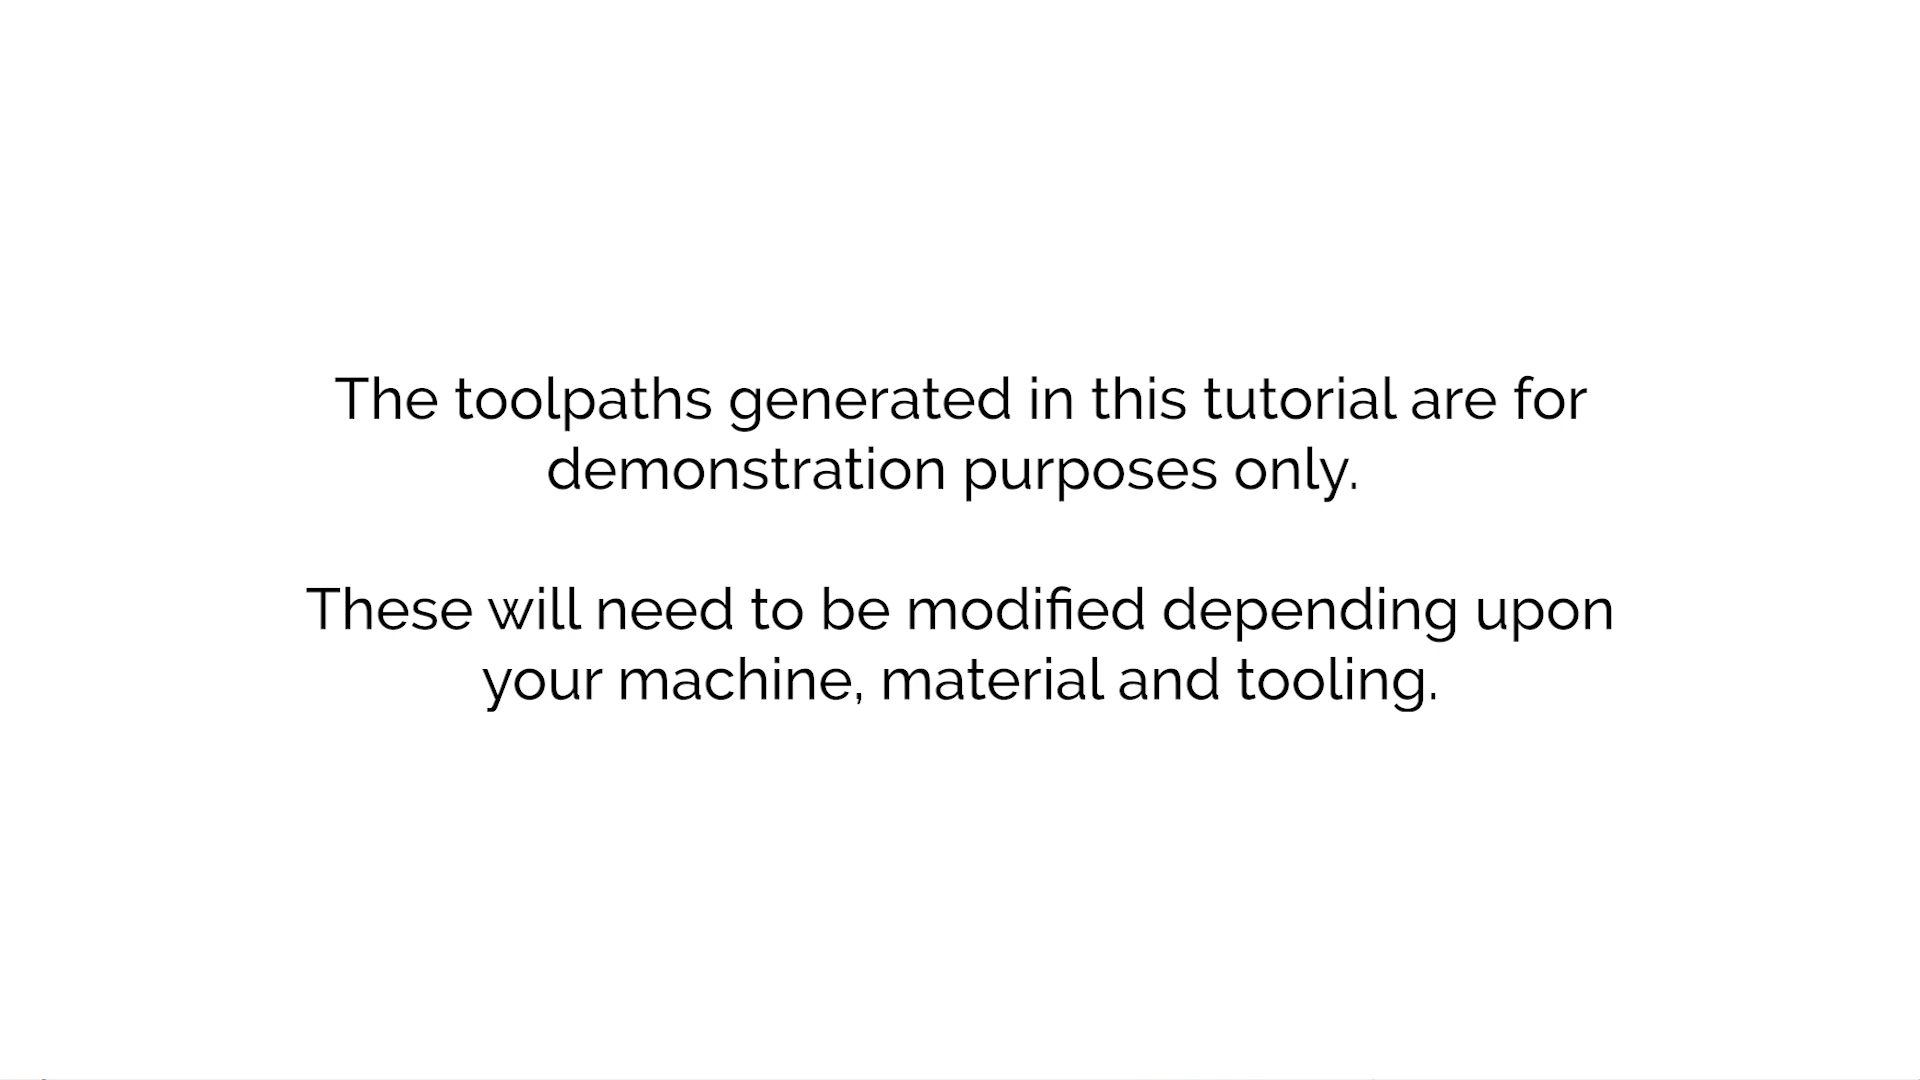 The toolpaths generated in this tutorial are for
demonstration purposes only.
These will need to be modified depending upon
your machine, material and tooling.